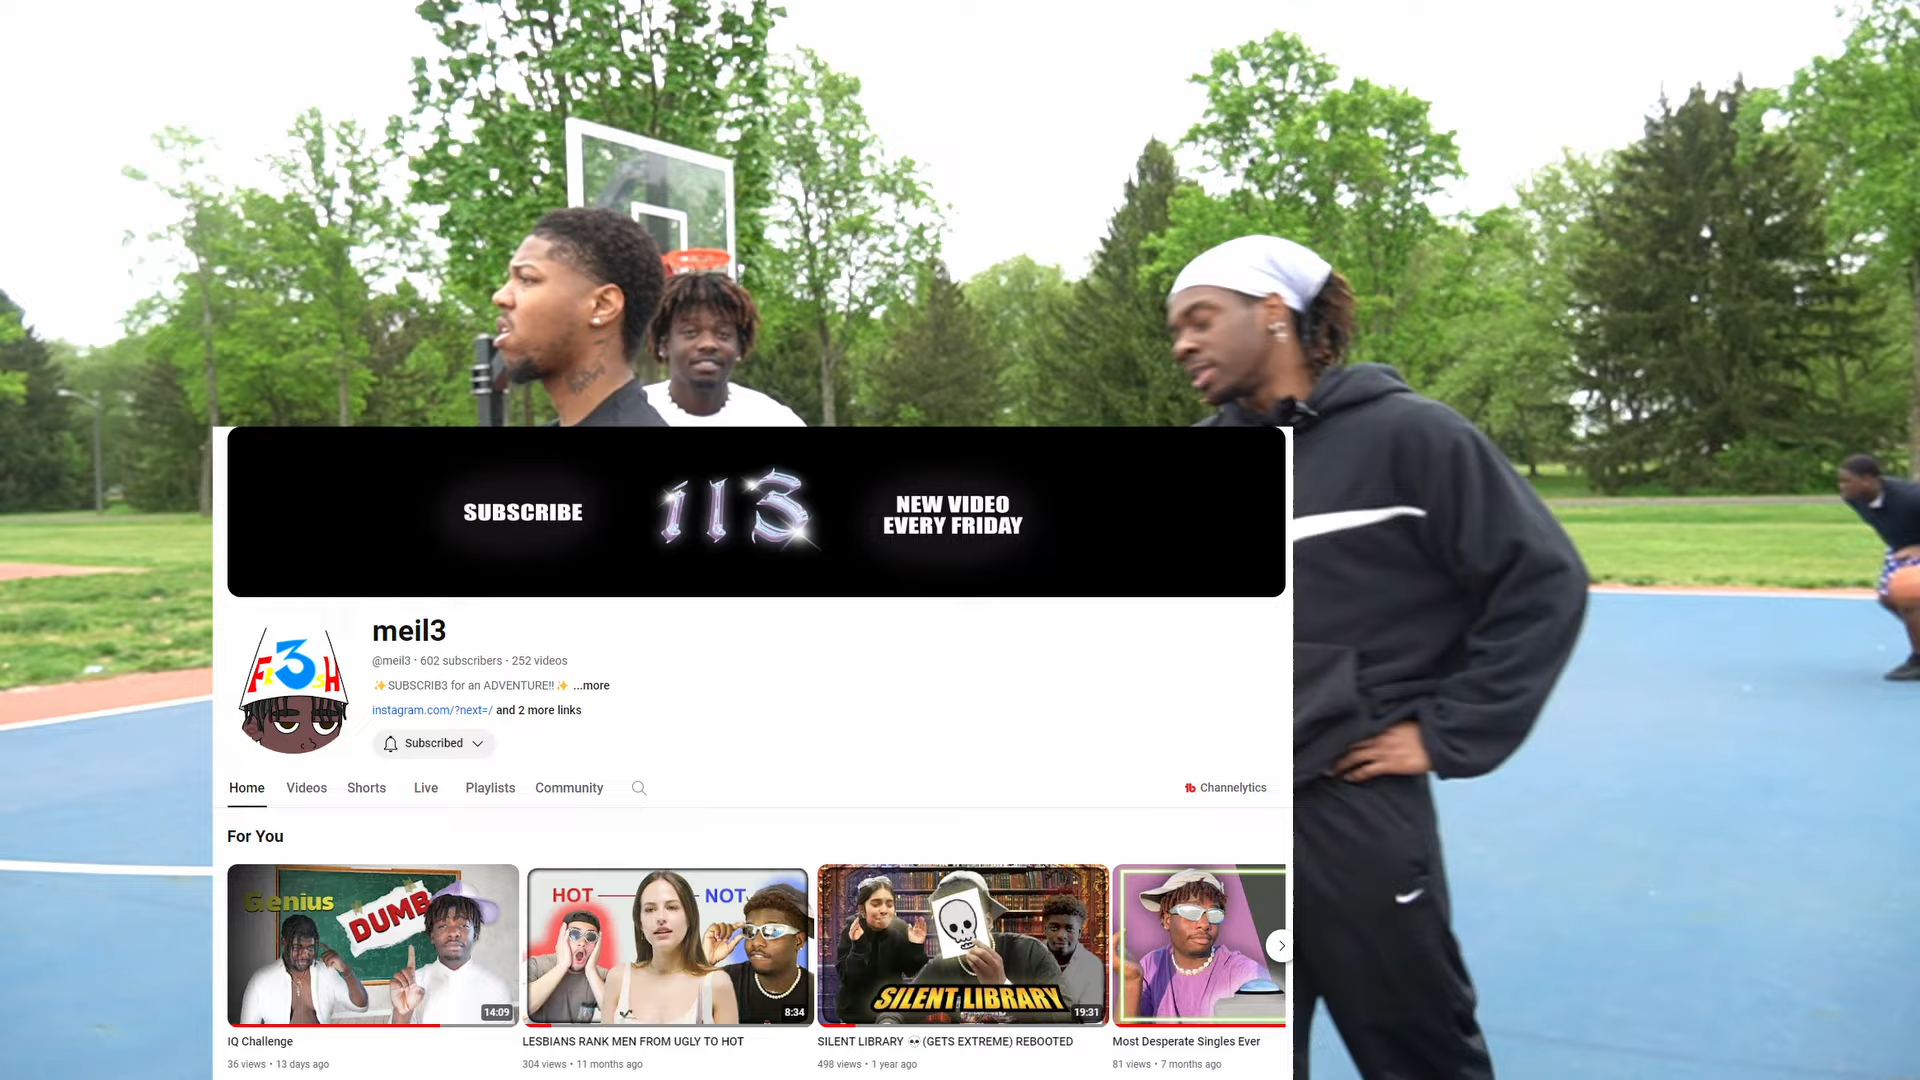 SUBSCRIBE
113
NEW VIDEO
EVERY FRIDAY
FL3SH
meil3
@meil3 · 602 subscribers · 252 videos
✨SUBSCRIB3 for an ADVENTURE!!✨ ...more
instagram.com/?next=/ and 2 more links
Subscribed
Home Videos Shorts Live Playlists Community
Channelytics
For You
Genius
DUMB
14:09
HOT
NOT
8:34
SILENT LIBRARY
19:31
IQ Challenge
36 views · 13 days ago
LESBIANS RANK MEN FROM UGLY TO HOT
304 views · 11 months ago
SILENT LIBRARY 💀 (GETS EXTREME) REBOOTED
498 views · 1 year ago
Most Desperate Singles Ever
81 views · 7 months ago